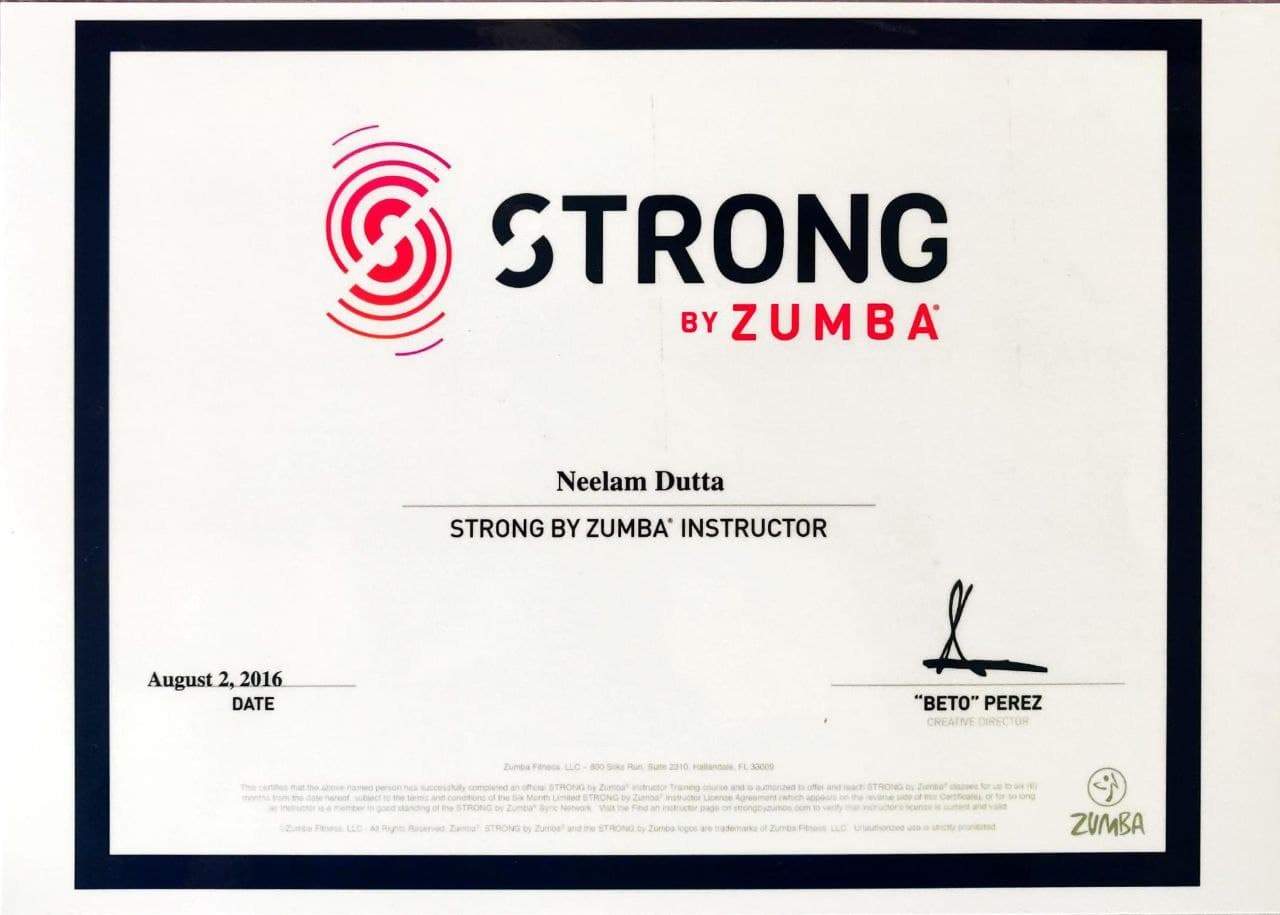 STRONG
BY ZUMBA®
Neelam Dutta
STRONG BY ZUMBA® INSTRUCTOR
August 2, 2016
DATE
“BETO” PEREZ
CREATIVE DIRECTOR
Zumba Fitness, LLC – 800 Silks Run, Suite 2310, Hallandale, FL 33009
This certifies that the above-named person has successfully completed an official STRONG by Zumba® Instructor Training course and is authorized to offer and teach STRONG by Zumba® classes for up to six (6)
months from the date hereof, subject to the terms and conditions of the Six Month Limited STRONG by Zumba® Instructor License Agreement (which appears on the reverse side of this Certificate), or for so long
as Instructor is a member in good standing of the STRONG by Zumba® Sync Network. Visit the Find an instructor page on strongbyzumba.com to verify that instructor's license is current and valid
©Zumba Fitness, LLC - All Rights Reserved. Zumba®, STRONG by Zumba® and the STRONG by Zumba logos are trademarks of Zumba Fitness, LLC. Unauthorized use is strictly prohibited.
ZUMBA